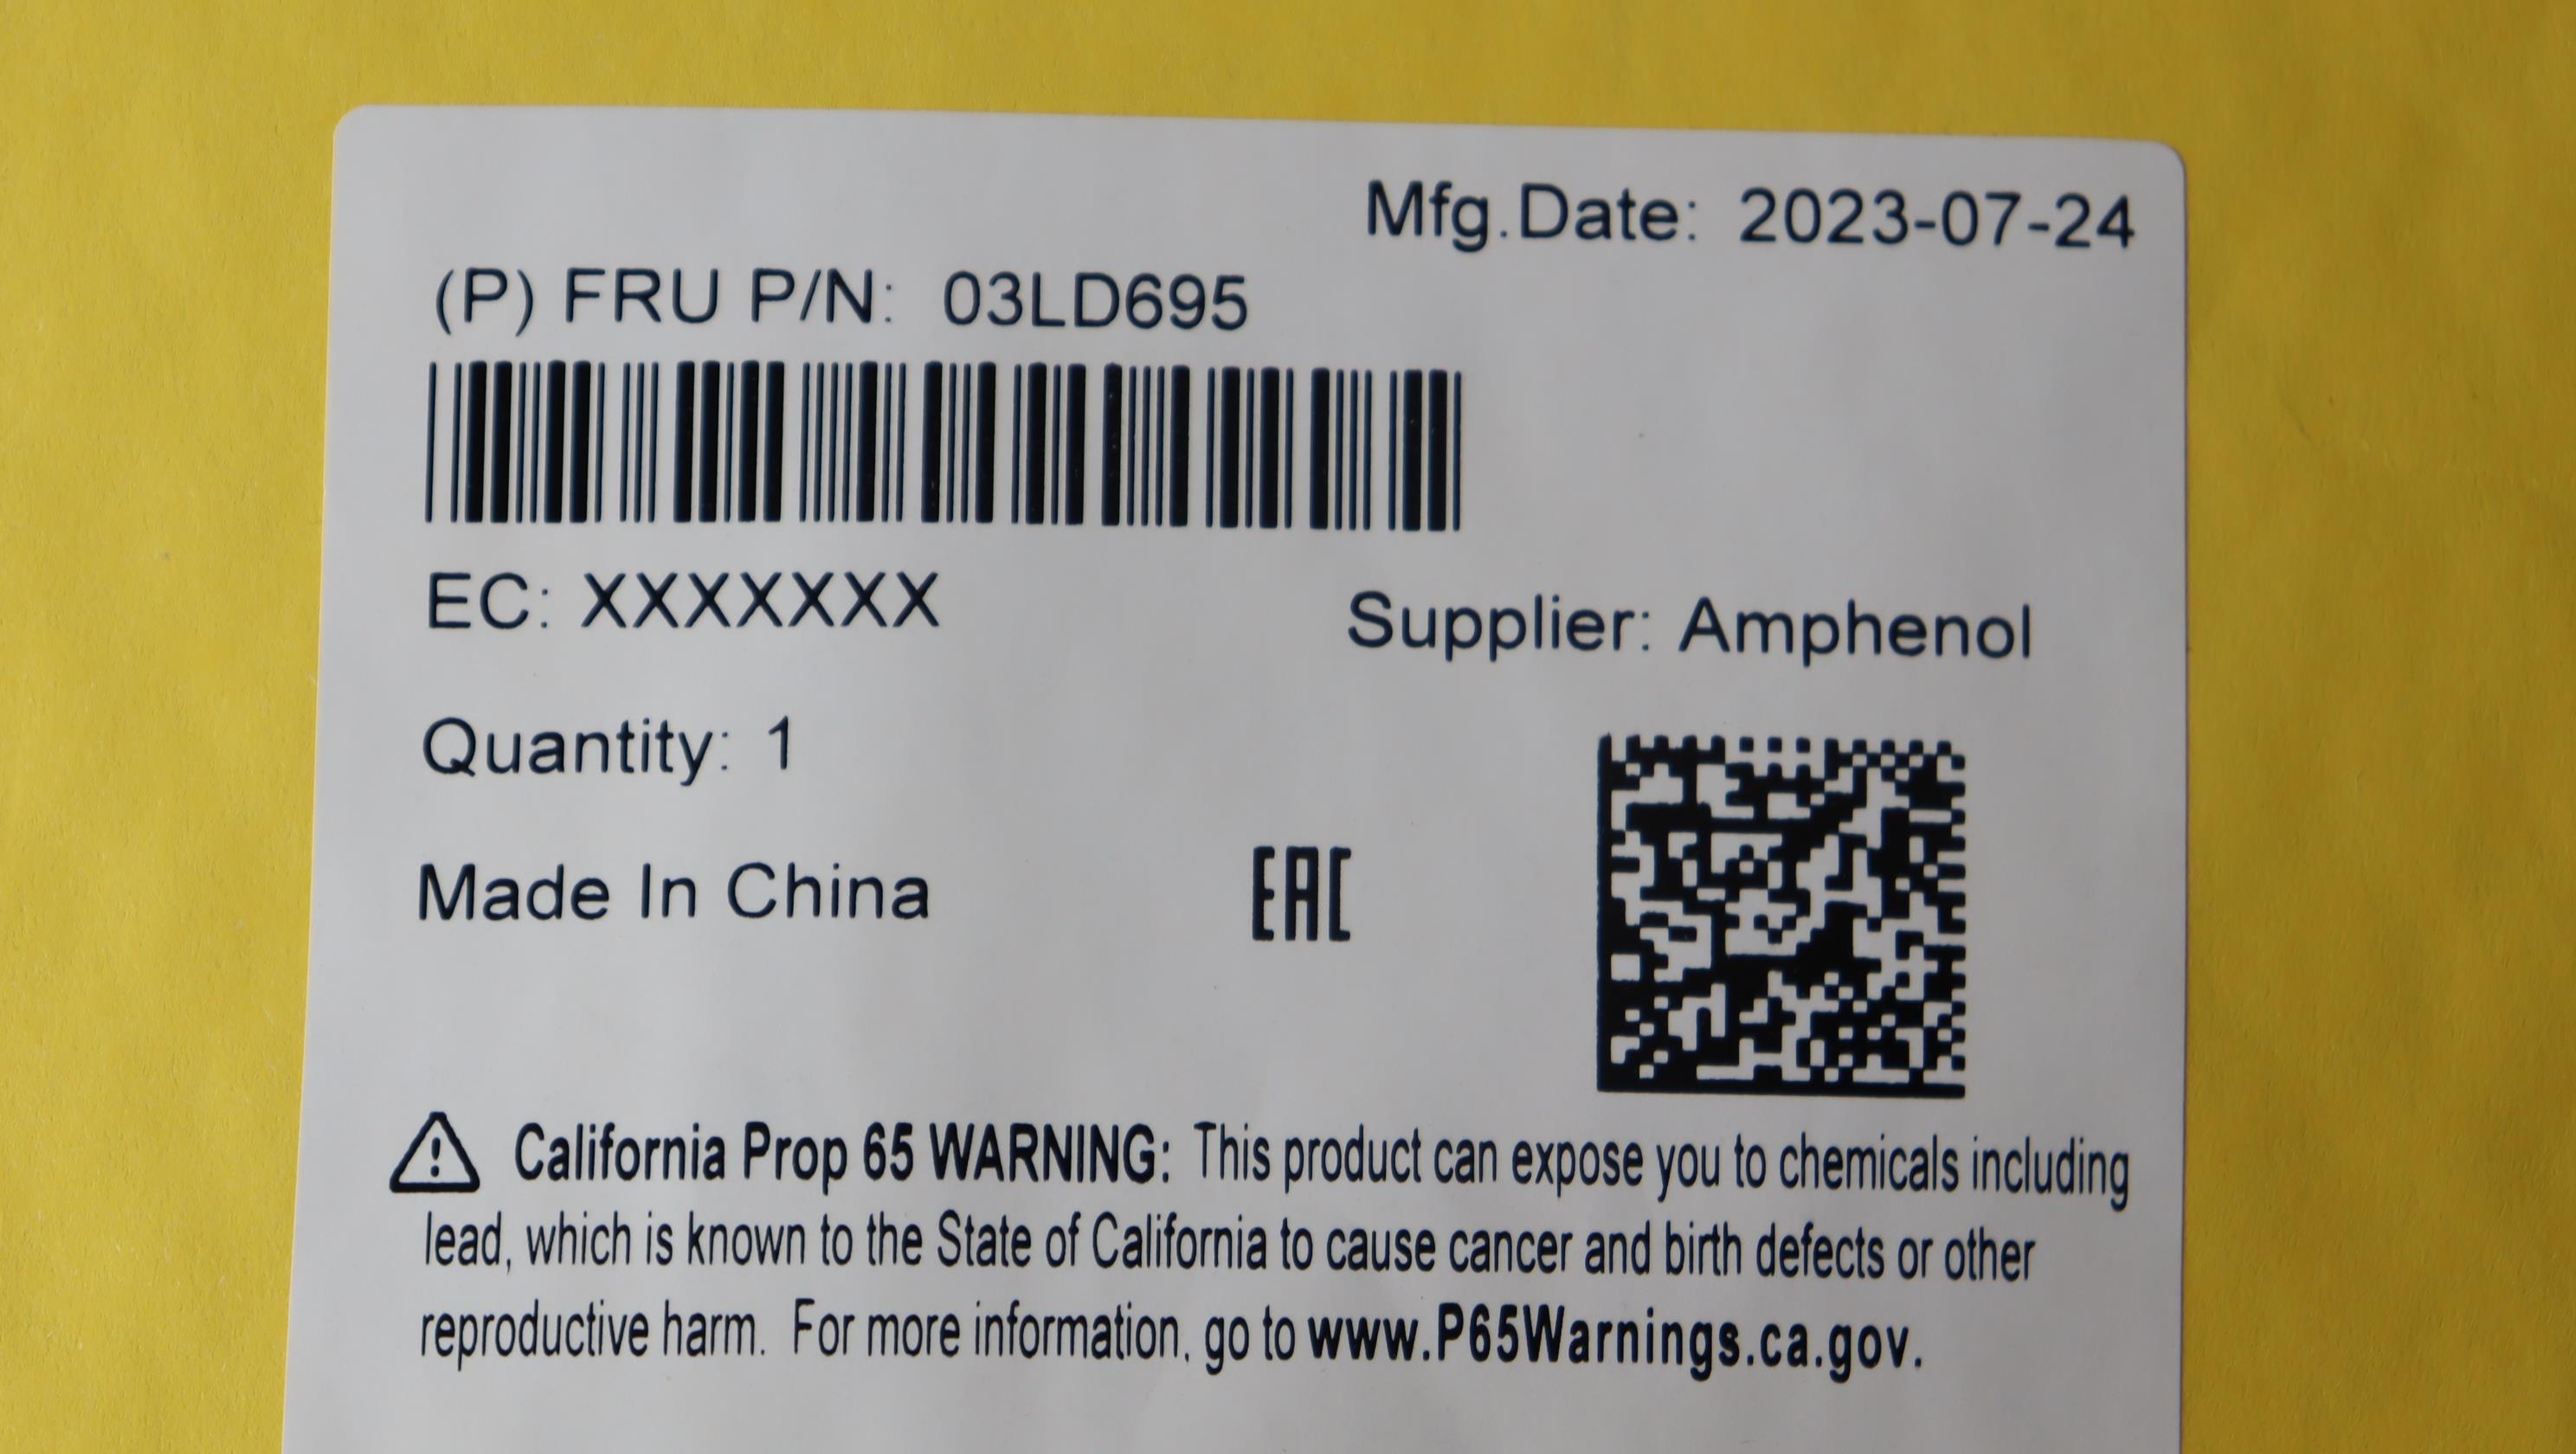 Mfg.Date: 2023-07-24
(P) FRU P/N: 03LD695
EC: XXXXXXX
Supplier: Amphenol
Quantity: 1
Made In China
EAC
California Prop 65 WARNING: This product can expose you to chemicals including
lead, which is known to the State of California to cause cancer and birth defects or other
reproductive harm. For more information, go to www.P65Warnings.ca.gov.